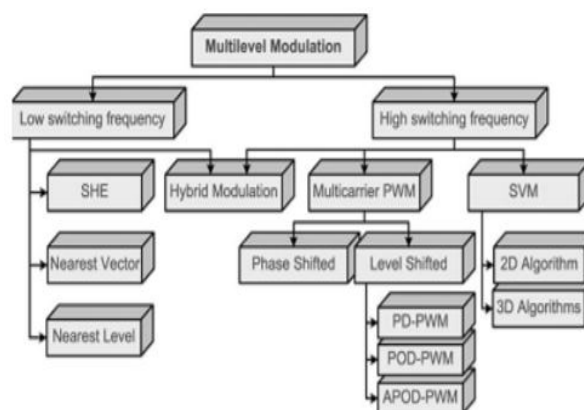 Multilevel Modulation
Low switching frequency
High switching frequency
SHE
Hybrid Modulation
Multicarrier PWM
SVM
Nearest Vector
Phase Shifted
Level Shifted
2D Algorithm
3D Algorithms
Nearest Level
PD-PWM
POD-PWM
APOD-PWM